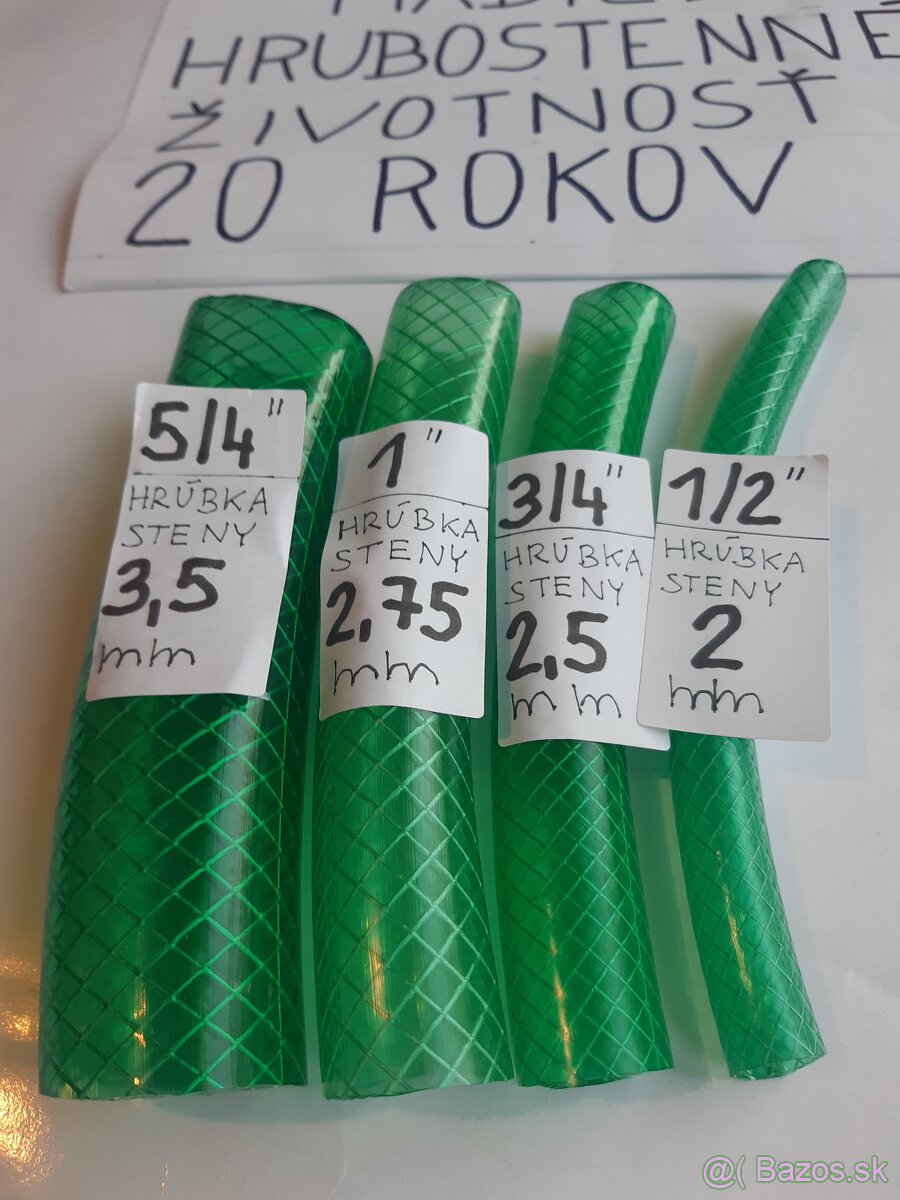 HRUBOSTENNÉ
ŽIVOTNOSŤ
20 ROKOV
5/4"
HRÚBKA
STENY
3,5
mm
1"
HRÚBKA
STENY
2,75
mm
3/4"
HRÚBKA
STENY
2,5
mm
1/2"
HRÚBKA
STENY
2
mm
@( Bazos.sk